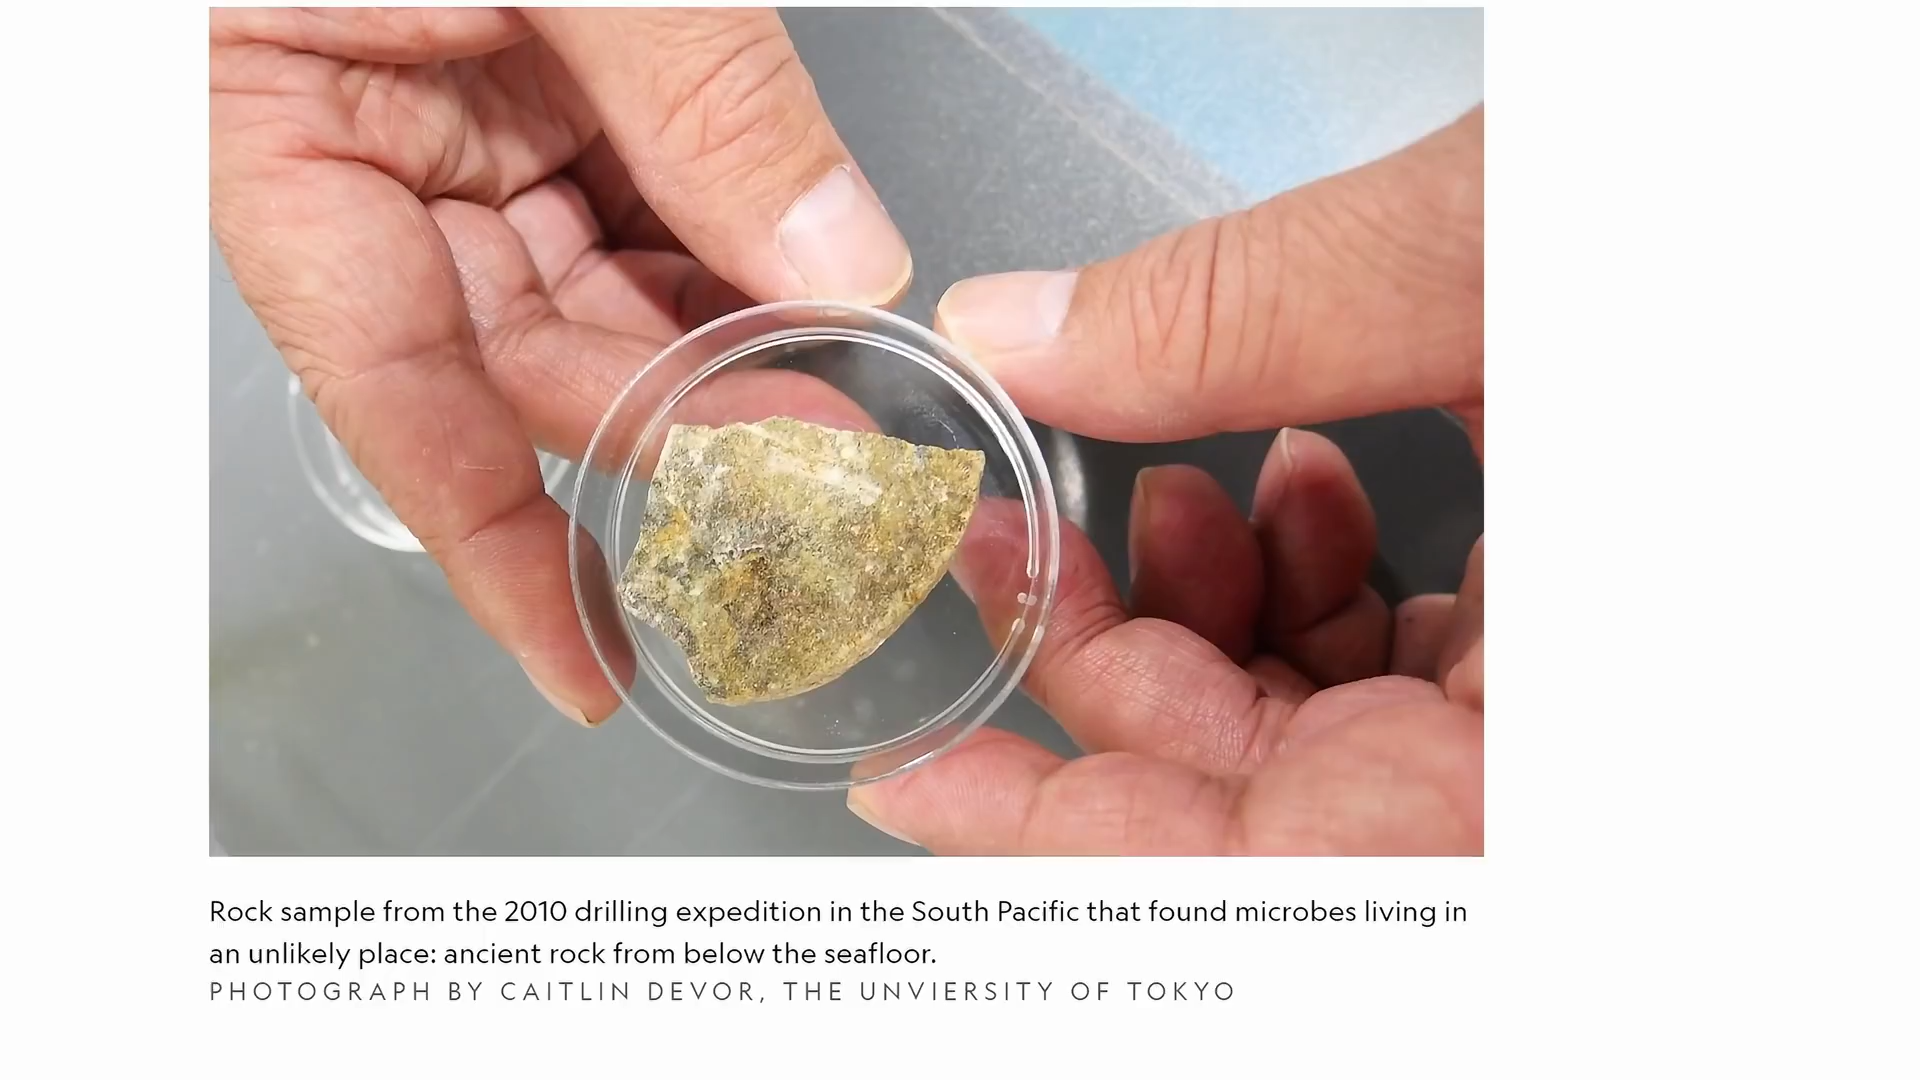 Rock sample from the 2010 drilling expedition in the South Pacific that found microbes living in
an unlikely place: ancient rock from below the seafloor.
PHOTOGRAPH BY CAITLIN DEVOR, THE UNVIERSITY OF TOKYO